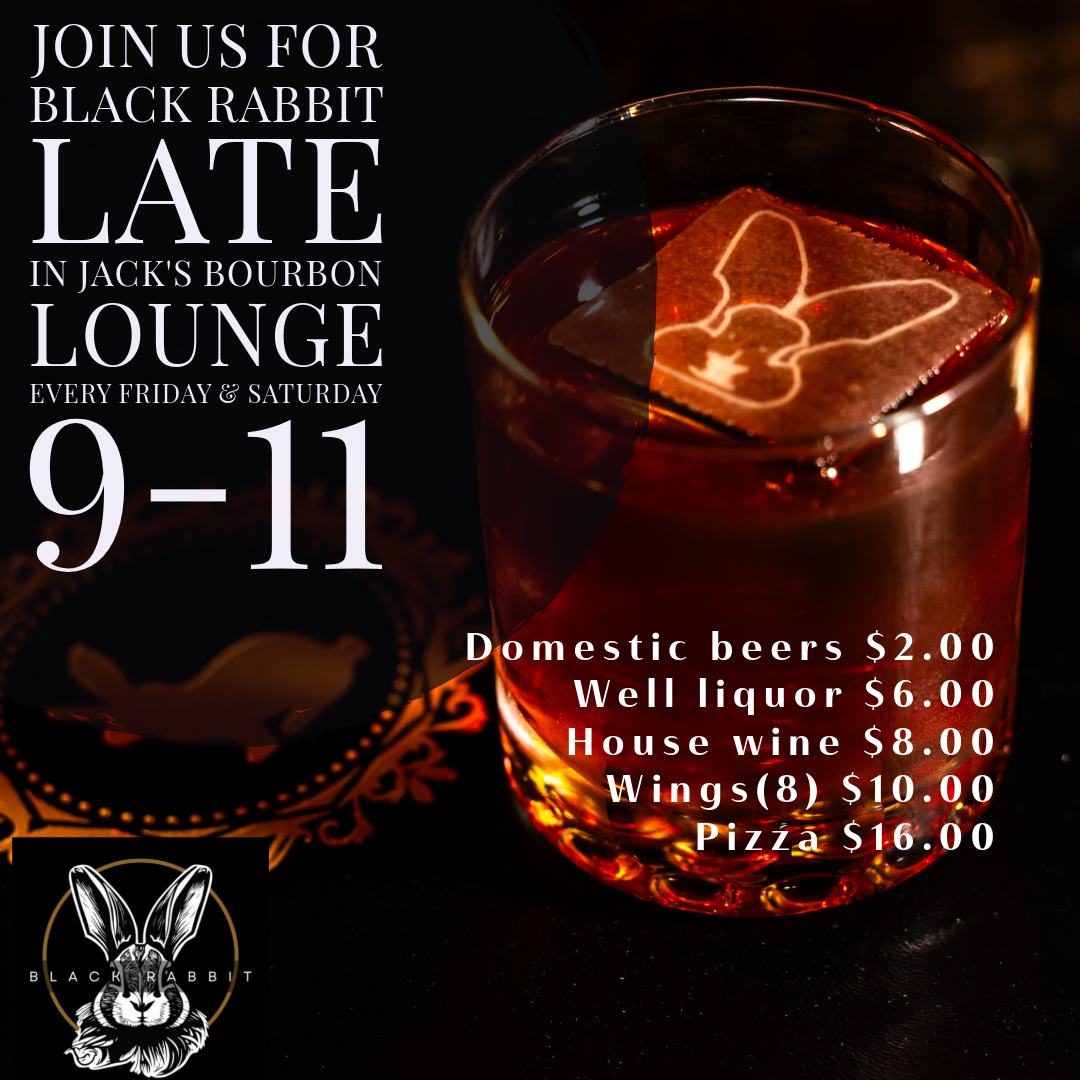 JOIN US FOR
BLACK RABBIT
LATE
IN JACK'S BOURBON
LOUNGE
EVERY FRIDAY & SATURDAY
9-11
Domestic beers $2.00
Well liquor $6.00
House wine $8.00
Wings(8) $10.00
Pizza $16.00
BLACK RABBIT